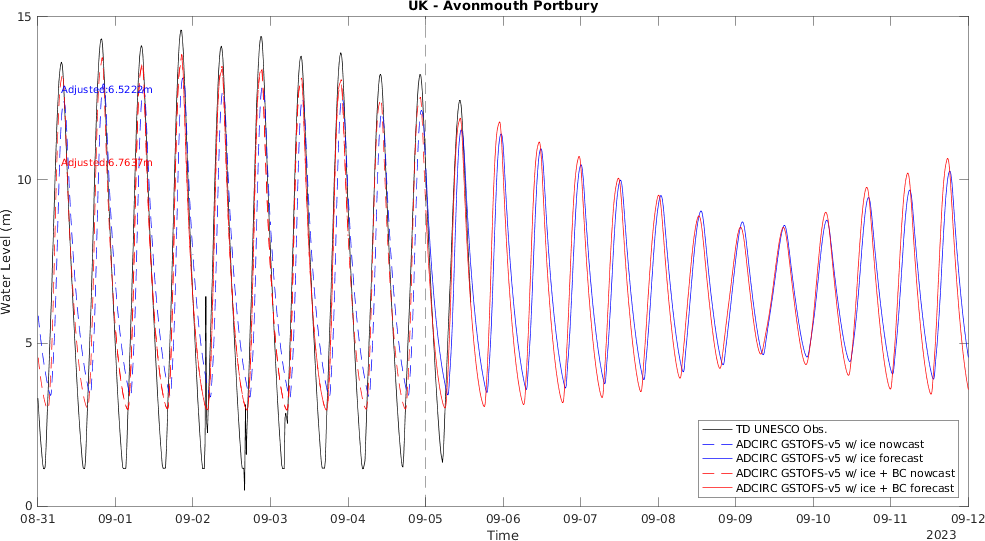 UK - Avonmouth Portbury
15
10
5
0
Water Level (m)
Adjusted:6.5222m
Adjusted:6.7637m
TD UNESCO Obs.
ADCIRC GSTOFS-v5 w/ ice nowcast
ADCIRC GSTOFS-v5 w/ ice forecast
ADCIRC GSTOFS-v5 w/ ice + BC nowcast
ADCIRC GSTOFS-v5 w/ ice + BC forecast
08-31 09-01 09-02 09-03 09-04 09-05 09-06 09-07 09-08 09-09 09-10 09-11 09-12
Time
2023